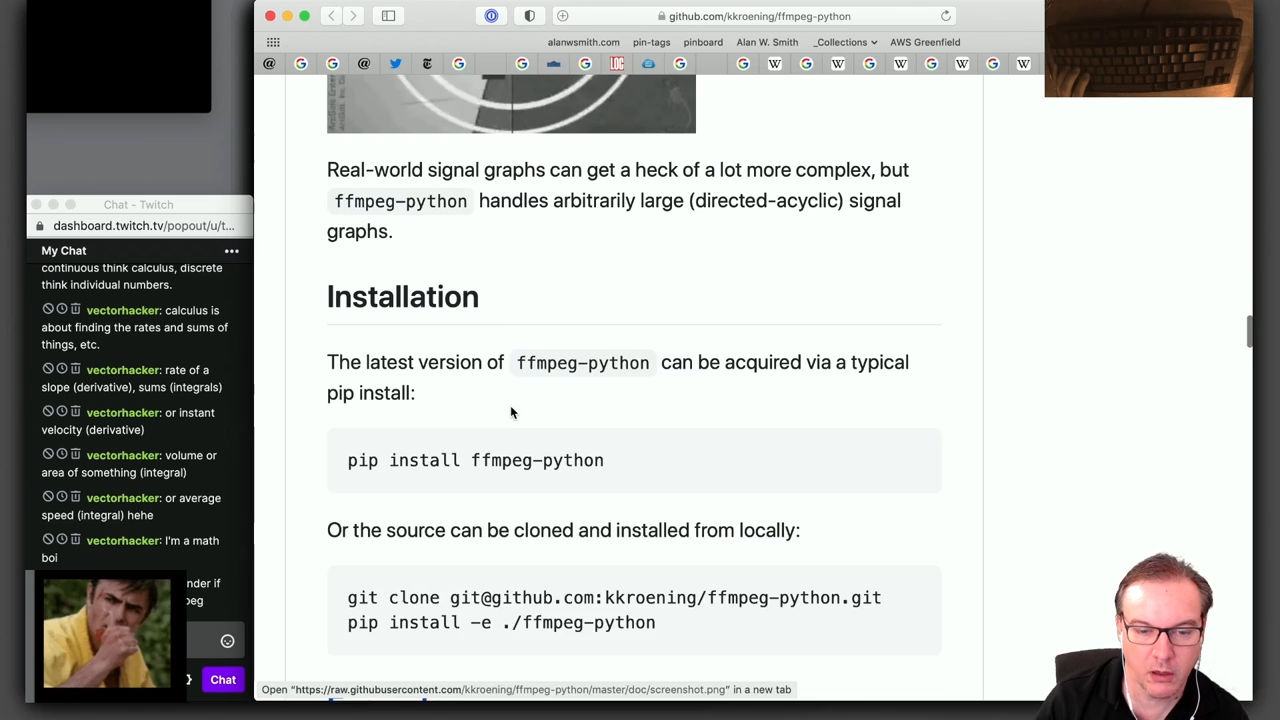 github.com/kkroening/ffmpeg-python
alanwsmith.com
pin-tags
pinboard
Alan W. Smith
_Collections
AWS Greenfield
Real-world signal graphs can get a heck of a lot more complex, but
ffmpeg-python handles arbitrarily large (directed-acyclic) signal
graphs.
Installation
The latest version of ffmpeg-python can be acquired via a typical
pip install:
pip install ffmpeg-python
Or the source can be cloned and installed from locally:
git clone git@github.com:kkroening/ffmpeg-python.git
pip install -e ./ffmpeg-python
Open “https://raw.githubusercontent.com/kkroening/ffmpeg-python/master/doc/screenshot.png” in a new tab
Chat - Twitch
dashboard.twitch.tv/popout/u/t...
My Chat
continuous think calculus, discrete
think individual numbers.
vectorhacker: calculus is
about finding the rates and sums of
things, etc.
vectorhacker: rate of a
slope (derivative), sums (integrals)
vectorhacker: or instant
velocity (derivative)
vectorhacker: volume or
area of something (integral)
vectorhacker: or average
speed (integral) hehe
vectorhacker: I'm a math
boi
nder if
peg
Chat